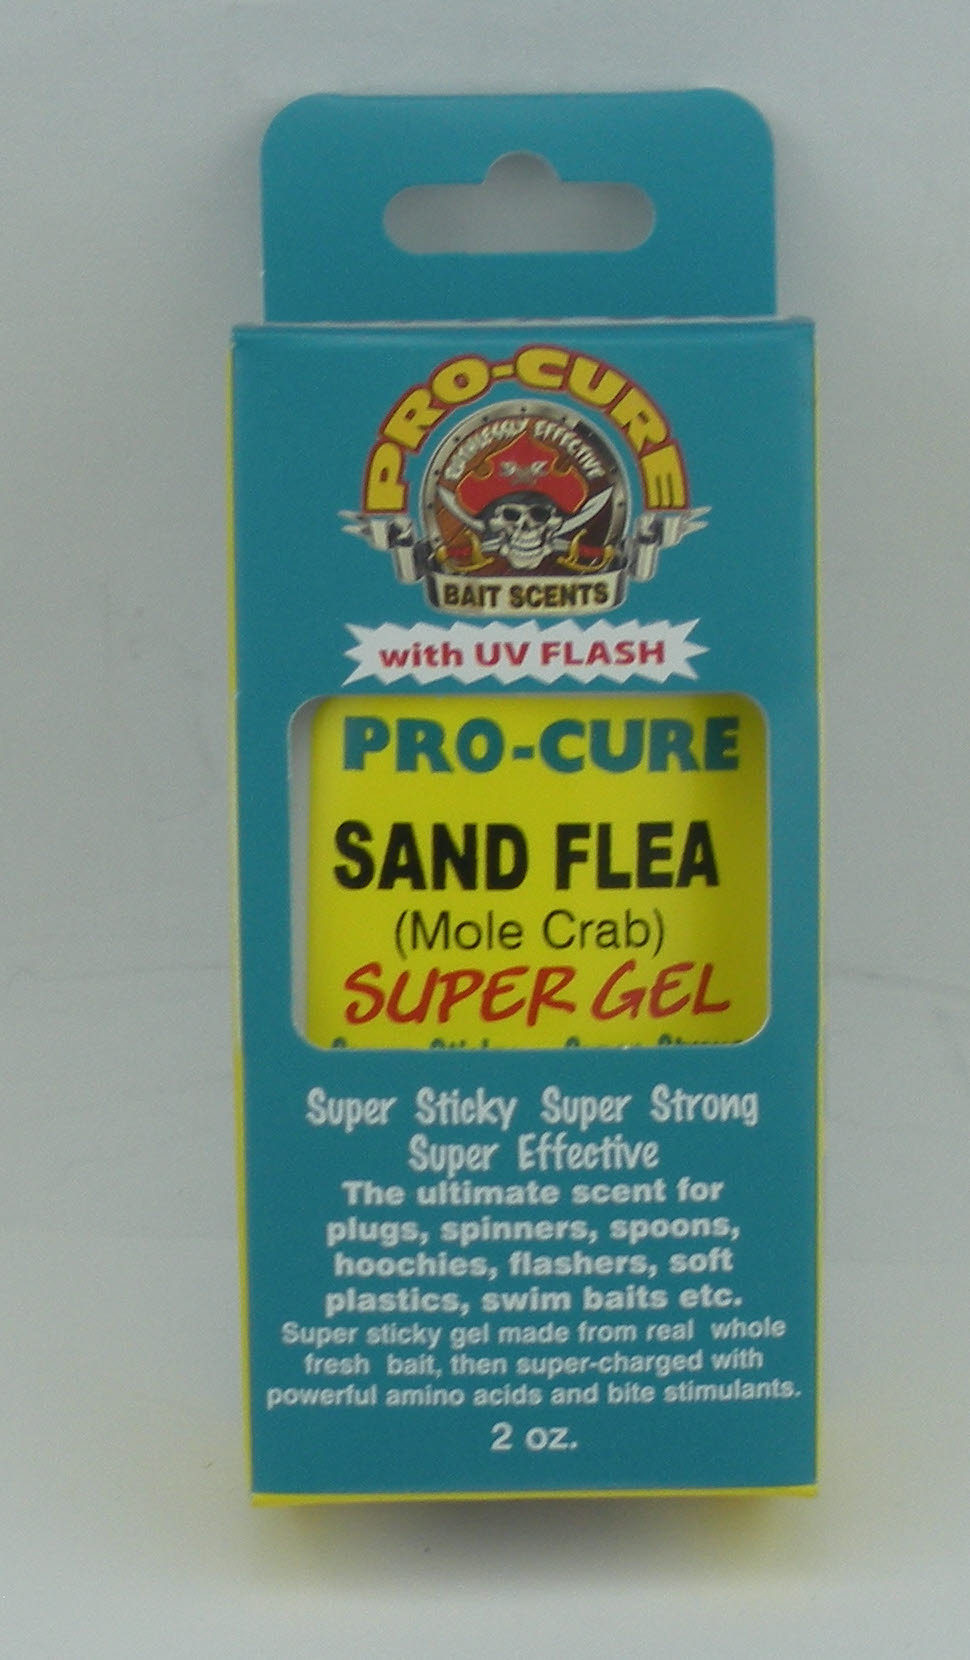 PRO-CURE
EFFECTIVE
BAIT SCENTS
with UV FLASH
PRO-CURE
SAND FLEA
(Mole Crab)
SUPER GEL
Super Sticky Super Strong
Super Effective
The ultimate scent for
plugs, spinners, spoons,
hoochies, flashers, soft
plastics, swim baits etc.
Super sticky gel made from real whole
fresh bait, then super-charged with
powerful amino acids and bite stimulants.
2 oz.